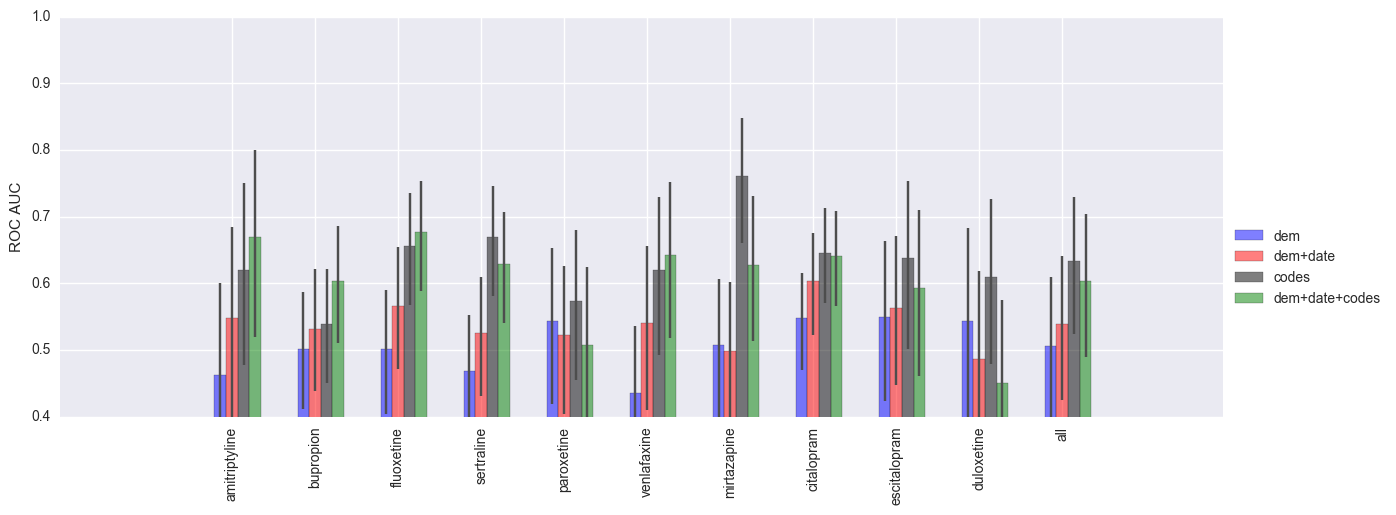 1.0
0.9
0.8
0.7
0.6
0.5
0.4
ROC AUC
amitriptyline
bupropion
fluoxetine
sertraline
paroxetine
venlafaxine
mirtazapine
citalopram
escitalopram
duloxetine
all
dem
dem+date
codes
dem+date+codes